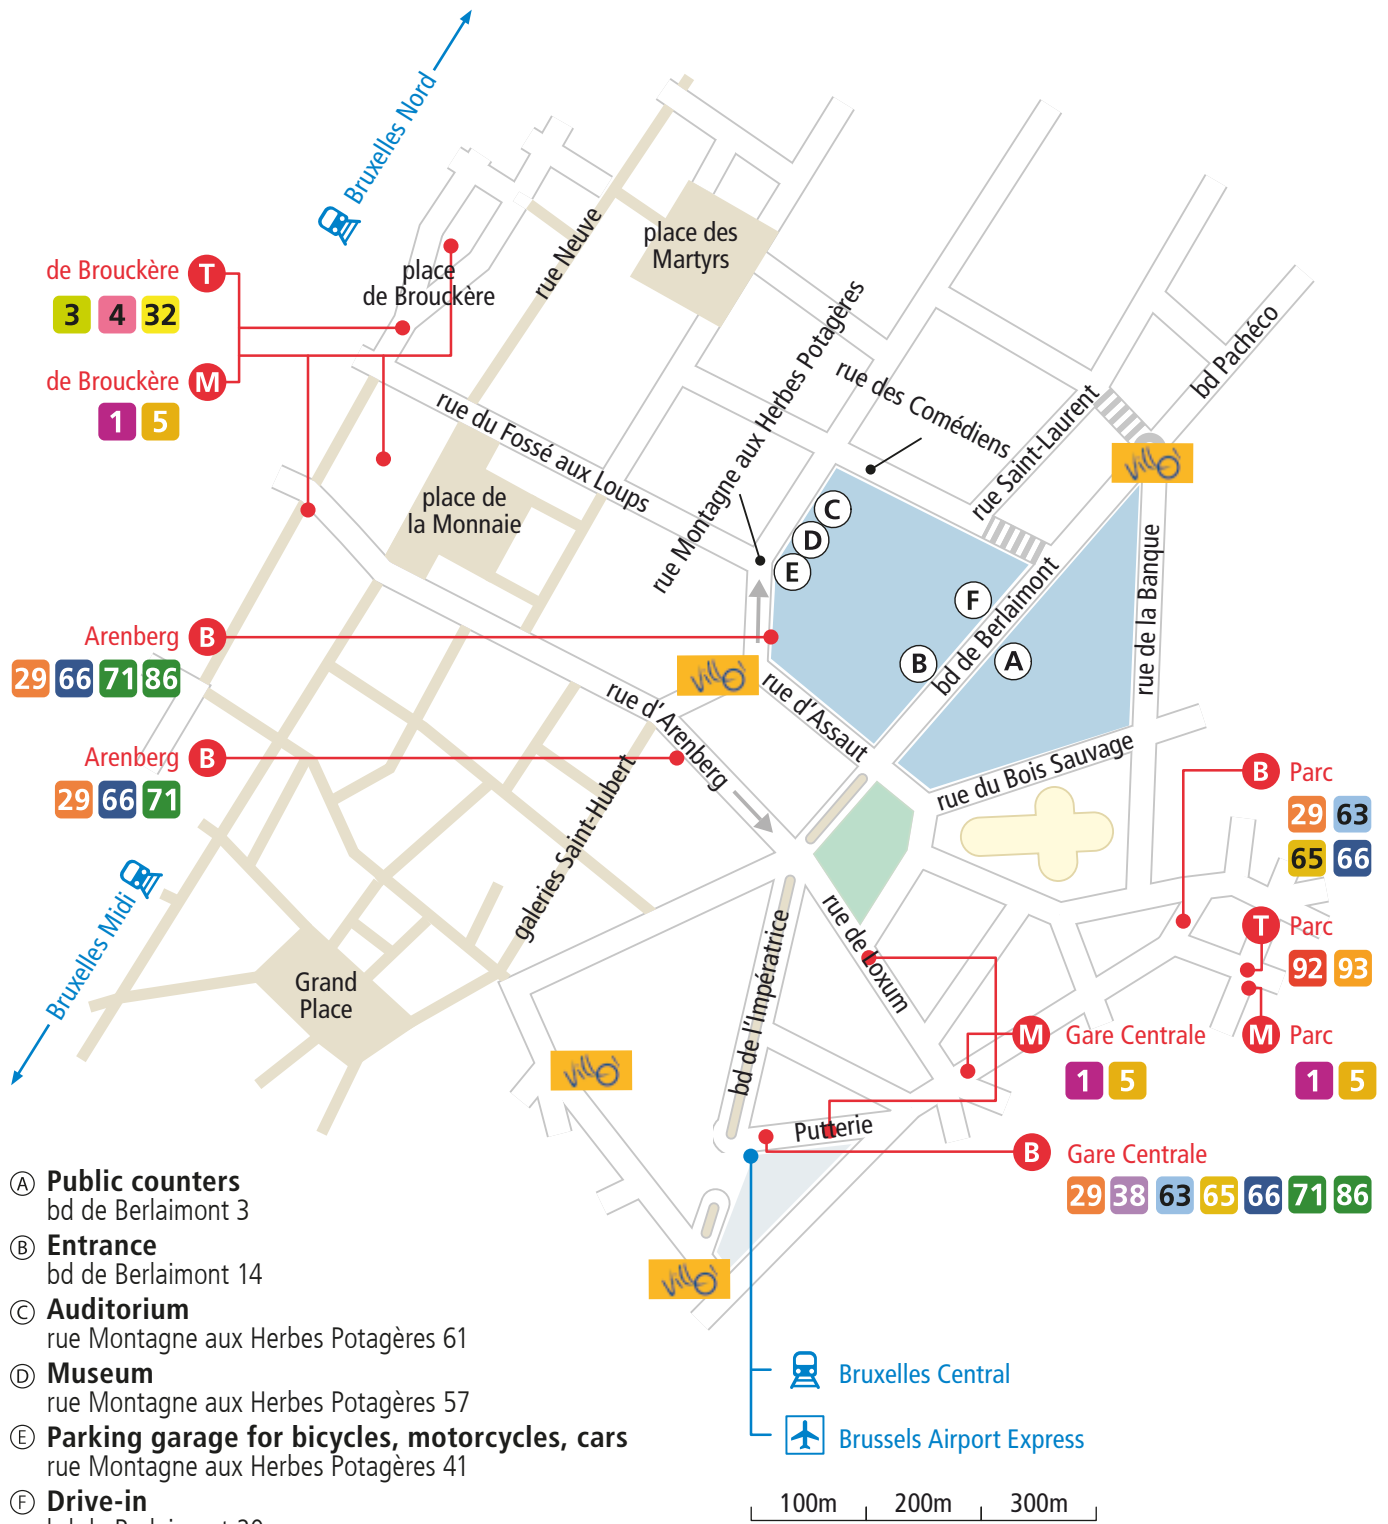 Bruxelles Nord
place des
Martyrs
rue Neuve
de Brouckère T
3 4 32
place
de Brouckère
de Brouckère M
1 5
rue Montagne aux Herbes Potagères
rue des Comédiens
bd Pachéco
rue Saint-Laurent
rue du Fossé aux Loups
villo!
place de
la Monnaie
C
D
E
F
B
A
bd de Berlaimont
rue de la Banque
Arenberg B
29 66 71 86
villo!
rue d'Assaut
rue d'Arenberg
rue du Bois Sauvage
Arenberg B
29 66 71
galeries Saint-Hubert
B Parc
29 63
65 66
Bruxelles Midi
rue de Loxum
T Parc
92 93
Grand
Place
bd de l'Impératrice
M Gare Centrale
1 5
M Parc
1 5
villo!
Putterie
B Gare Centrale
29 38 63 65 66 71 86
villo!
A Public counters
bd de Berlaimont 3
B Entrance
bd de Berlaimont 14
C Auditorium
rue Montagne aux Herbes Potagères 61
D Museum
rue Montagne aux Herbes Potagères 57
E Parking garage for bicycles, motorcycles, cars
rue Montagne aux Herbes Potagères 41
F Drive-in
Bruxelles Central
Brussels Airport Express
100m 200m 300m